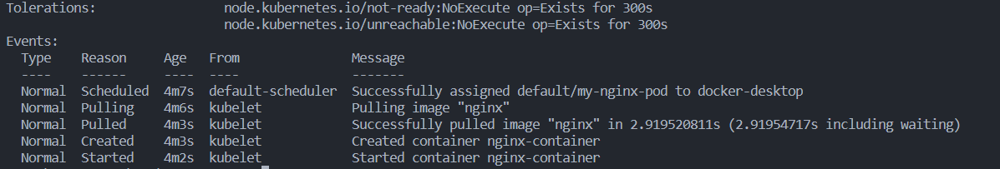 Tolerations:                 node.kubernetes.io/not-ready:NoExecute op=Exists for 300s
                             node.kubernetes.io/unreachable:NoExecute op=Exists for 300s
Events:
  Type    Reason     Age   From               Message
  ----    ------     ----  ----               -------
  Normal  Scheduled  4m7s  default-scheduler  Successfully assigned default/my-nginx-pod to docker-desktop
  Normal  Pulling    4m6s  kubelet            Pulling image "nginx"
  Normal  Pulled     4m3s  kubelet            Successfully pulled image "nginx" in 2.919520811s (2.91954717s including waiting)
  Normal  Created    4m3s  kubelet            Created container nginx-container
  Normal  Started    4m2s  kubelet            Started container nginx-container